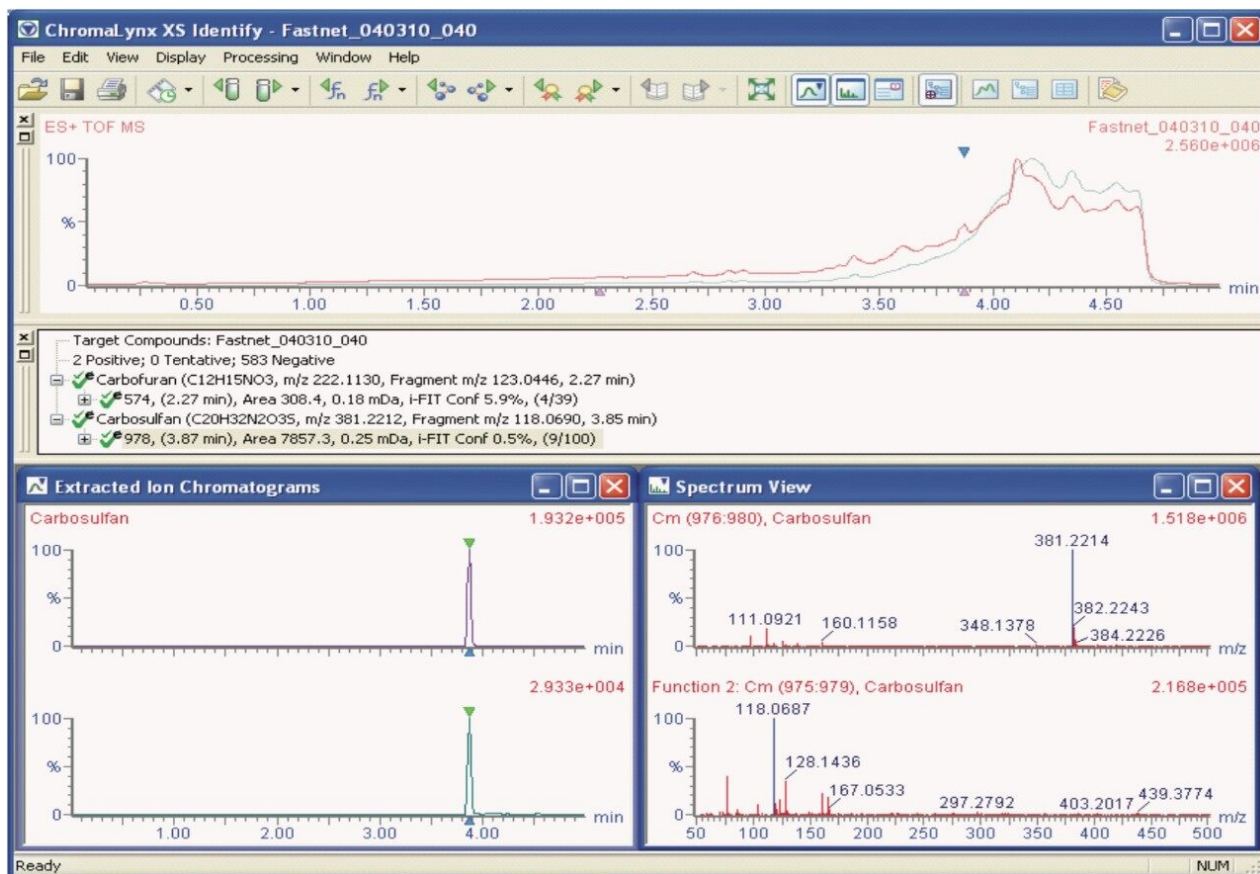 ChromaLynx XS Identify - Fastnet_040310_040
File Edit View Display Processing Window Help
ES+ TOF MS
Fastnet_040310_040
2.560e+006
100
%
0
0.50 1.00 1.50 2.00 2.50 3.00 3.50 4.00 4.50 min
Target Compounds: Fastnet_040310_040
2 Positive; 0 Tentative; 583 Negative
Carbofuran (C12H15NO3, m/z 222.1130, Fragment m/z 123.0446, 2.27 min)
574, (2.27 min), Area 308.4, 0.18 mDa, i-FIT Conf 5.9%, (4/39)
Carbosulfan (C20H32N2O3S, m/z 381.2212, Fragment m/z 118.0690, 3.85 min)
978, (3.87 min), Area 7857.3, 0.25 mDa, i-FIT Conf 0.5%, (9/100)
Extracted Ion Chromatograms
Carbosulfan 1.932e+005
100
%
0
min
2.933e+004
100
%
0
1.00 2.00 3.00 4.00 min
Spectrum View
Cm (976:980), Carbosulfan 1.518e+006
100
%
0
381.2214
382.2243
111.0921
160.1158
348.1378
384.2226
m/z
Function 2: Cm (975:979), Carbosulfan 2.168e+005
118.0687
100
%
0
128.1436
167.0533
297.2792
403.2017
439.3774
50 100 150 200 250 300 350 400 450 500 m/z
Ready NUM